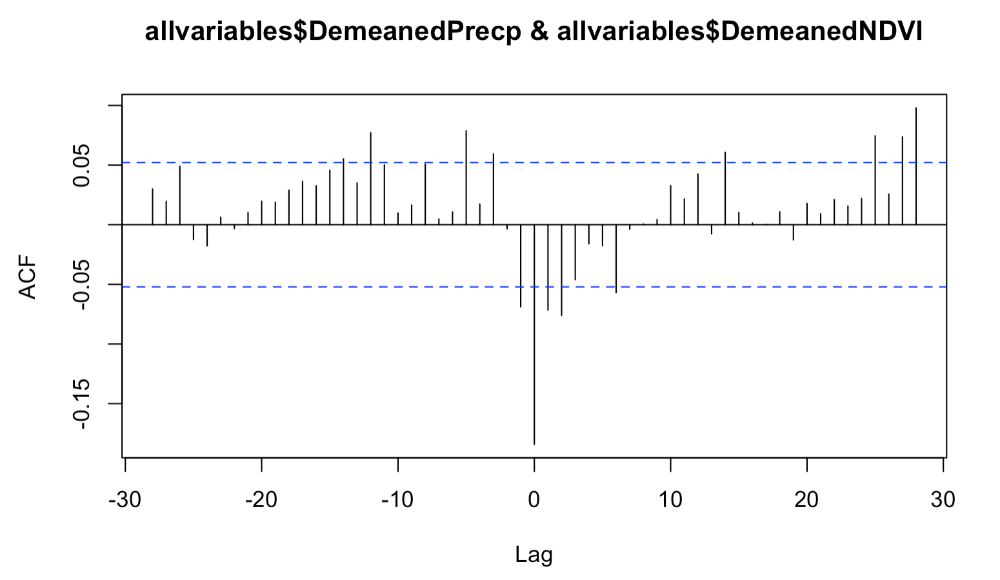 allvariables$DemeanedPrecp & allvariables$DemeanedNDVI
0.05
-0.05
-0.15
ACF
-30 -20 -10 0 10 20 30
Lag